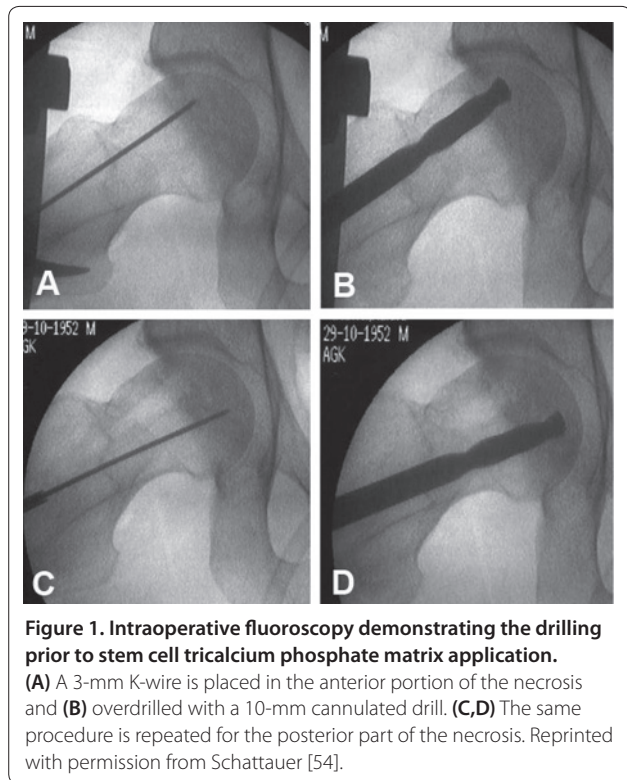 M
A
M
B
9-10-1952 M
GK
C
29-10-1952 M
AGK
D
Figure 1. Intraoperative fluoroscopy demonstrating the drilling
prior to stem cell tricalcium phosphate matrix application.
(A) A 3-mm K-wire is placed in the anterior portion of the necrosis
and (B) overdrilled with a 10-mm cannulated drill. (C,D) The same
procedure is repeated for the posterior part of the necrosis. Reprinted
with permission from Schattauer [54].